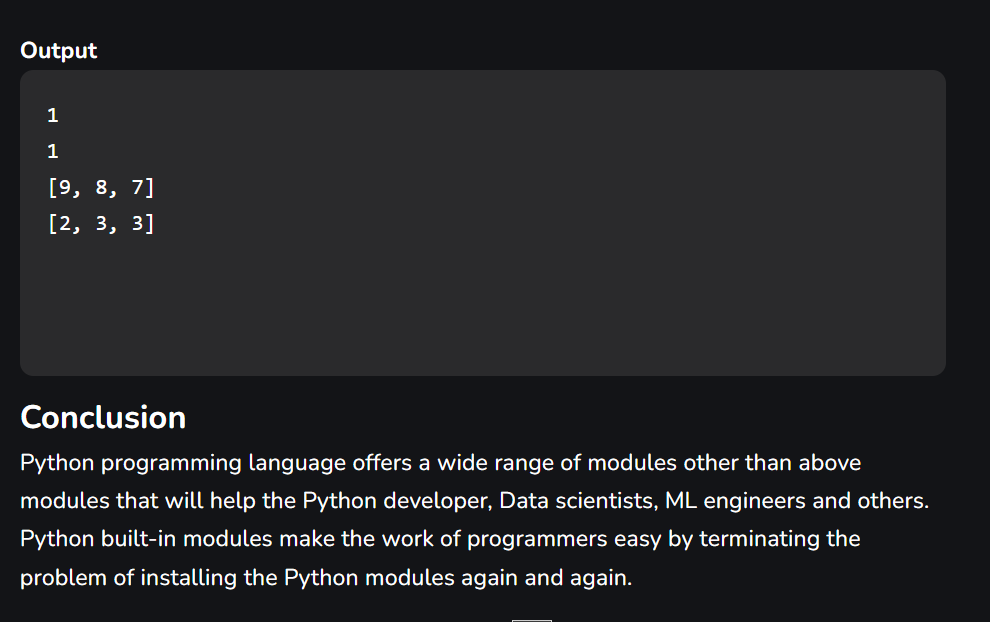 Output
1
1
[9, 8, 7]
[2, 3, 3]
Conclusion
Python programming language offers a wide range of modules other than above
modules that will help the Python developer, Data scientists, ML engineers and others.
Python built-in modules make the work of programmers easy by terminating the
problem of installing the Python modules again and again.